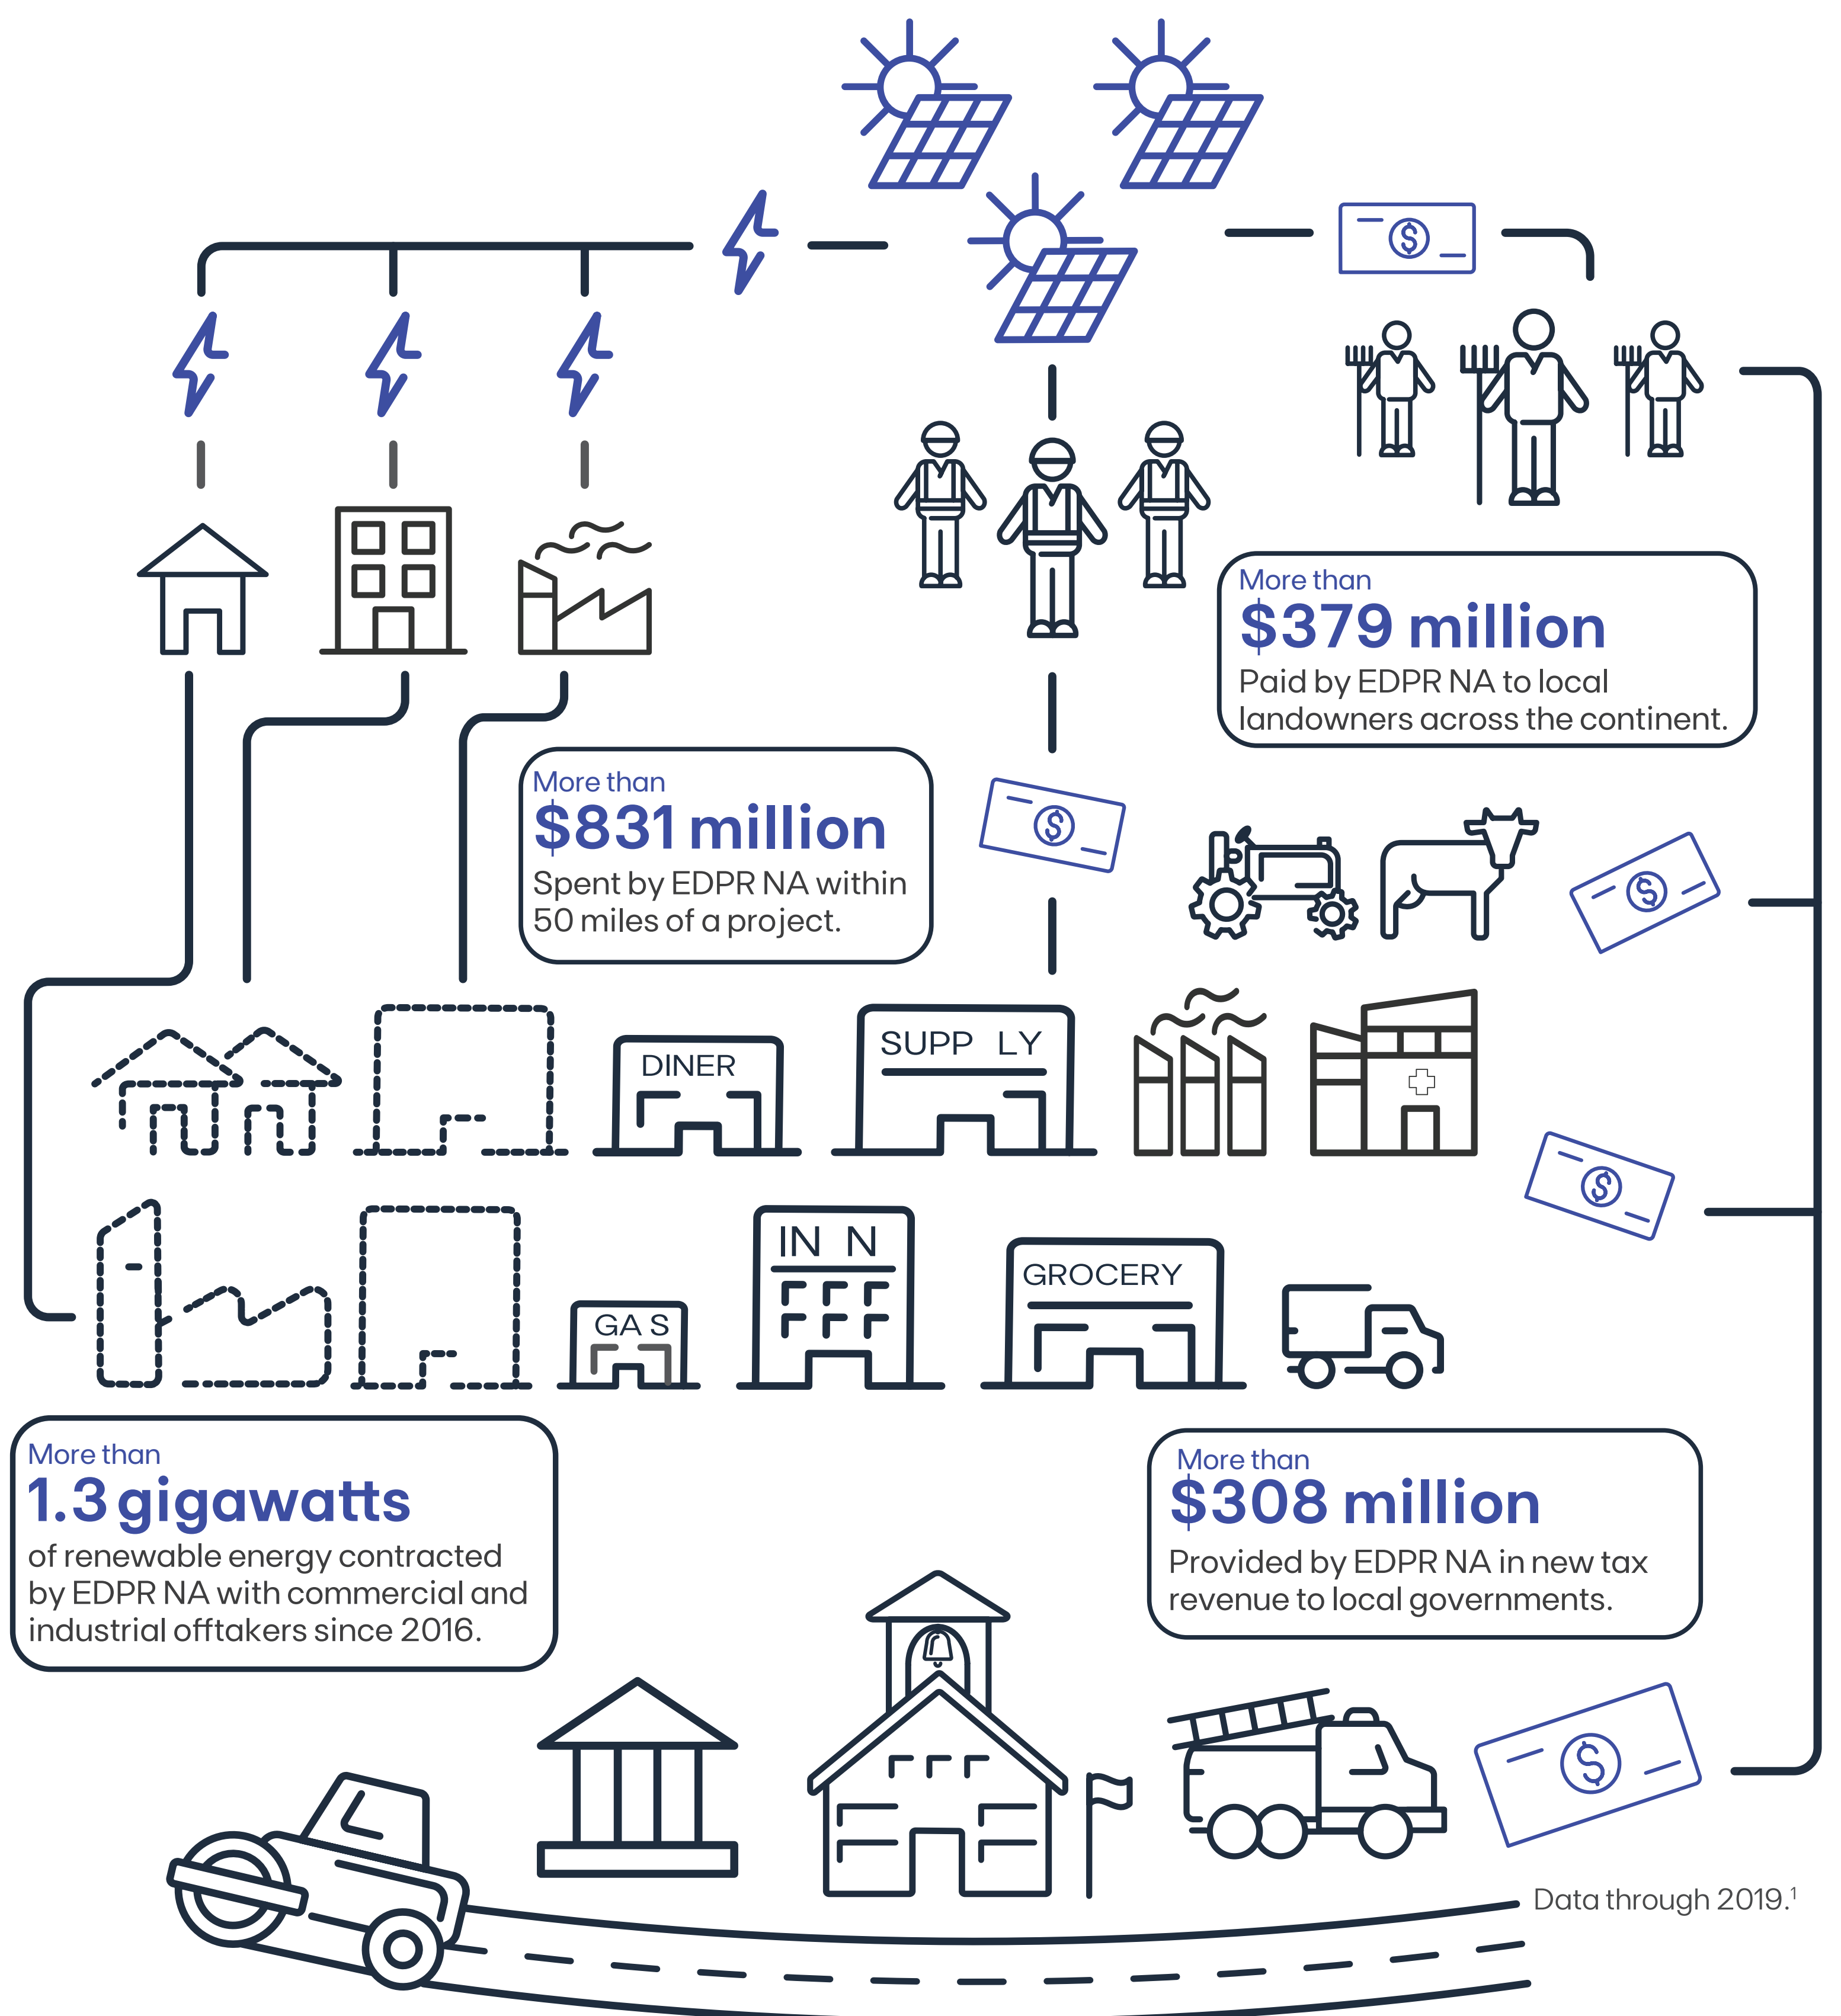 More than
$379 million
Paid by EDPR NA to local
landowners across the continent.
More than
$831 million
Spent by EDPR NA within
50 miles of a project.
DINER
SUPP LY
IN N
GROCERY
GA S
More than
1.3 gigawatts
of renewable energy contracted
by EDPR NA with commercial and
industrial offtakers since 2016.
More than
$308 million
Provided by EDPR NA in new tax
revenue to local governments.
Data through 2019.¹